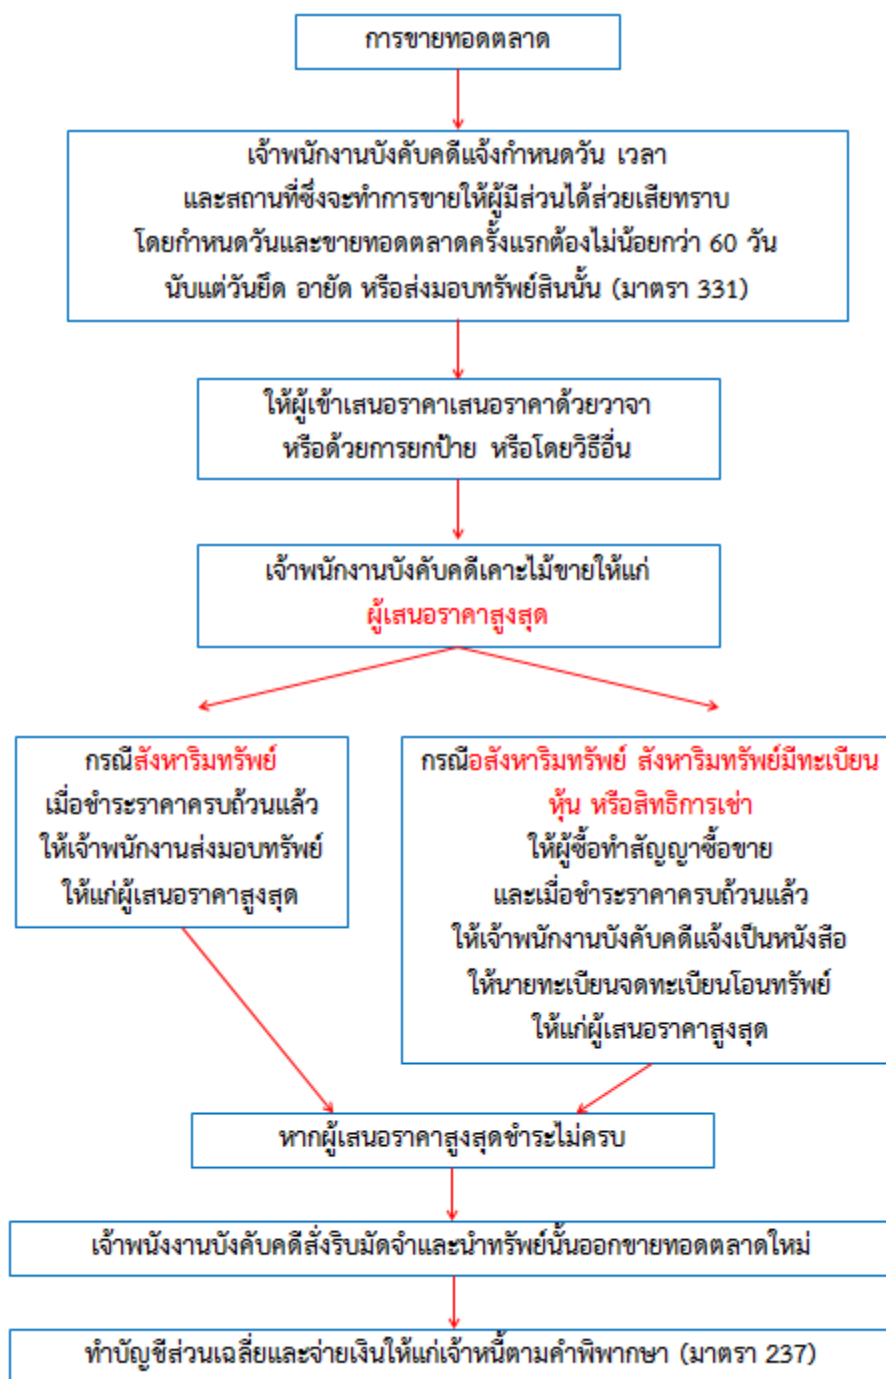 การขายทอดตลาด
เจ้าพนักงานบังคับคดีแจ้งกำหนดวัน เวลา
และสถานที่ซึ่งจะทำการขายให้ผู้มีส่วนได้ส่วยเสียทราบ
โดยกำหนดวันและขายทอดตลาดครั้งแรกต้องไม่น้อยกว่า 60 วัน
นับแต่วันยึด อายัด หรือส่งมอบทรัพย์สินนั้น (มาตรา 331)
ให้ผู้เข้าเสนอราคาเสนอราคาด้วยวาจา
หรือด้วยการยกป้าย หรือโดยวิธีอื่น
เจ้าพนักงานบังคับคดีเคาะไม้ขายให้แก่
ผู้เสนอราคาสูงสุด
กรณีสังหาริมทรัพย์
เมื่อชำระราคาครบถ้วนแล้ว
ให้เจ้าพนักงานส่งมอบทรัพย์
ให้แก่ผู้เสนอราคาสูงสุด
กรณีอสังหาริมทรัพย์ สังหาริมทรัพย์มีทะเบียน
หุ้น หรือสิทธิการเช่า
ให้ผู้ซื้อทำสัญญาซื้อขาย
และเมื่อชำระราคาครบถ้วนแล้ว
ให้เจ้าพนักงานบังคับคดีแจ้งเป็นหนังสือ
ให้นายทะเบียนจดทะเบียนโอนทรัพย์
ให้แก่ผู้เสนอราคาสูงสุด
หากผู้เสนอราคาสูงสุดชำระไม่ครบ
เจ้าพนังงานบังคับคดีสั่งริบมัดจำและนำทรัพย์นั้นออกขายทอดตลาดใหม่
ทำบัญชีส่วนเฉลี่ยและจ่ายเงินให้แก่เจ้าหนี้ตามคำพิพากษา (มาตรา 237)